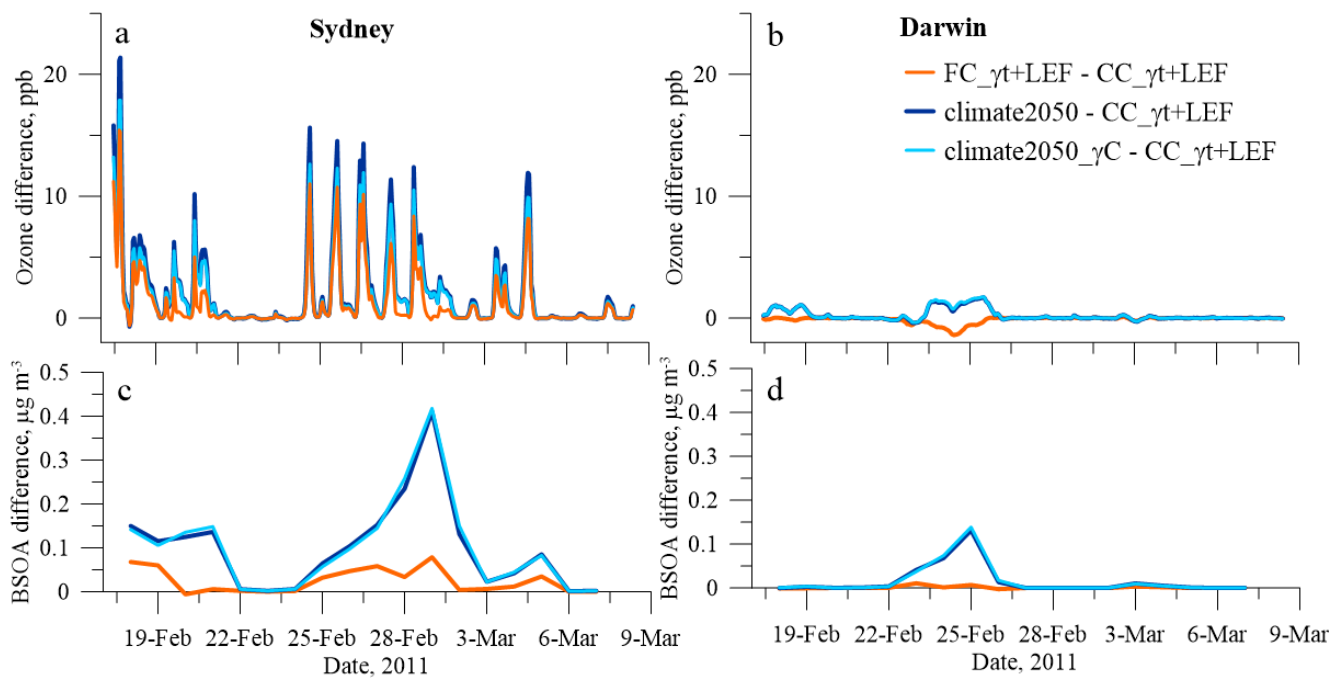 a
Sydney
Ozone difference, ppb
20
10
0
b
Darwin
FC_γt+LEF - CC_γt+LEF
climate2050 - CC_γt+LEF
climate2050_γC - CC_γt+LEF
Ozone difference, ppb
20
10
0
c
BSOA difference, µg m⁻³
0.5
0.4
0.3
0.2
0.1
0
19-Feb 22-Feb 25-Feb 28-Feb 3-Mar 6-Mar 9-Mar
Date, 2011
d
BSOA difference, µg m⁻³
0.5
0.4
0.3
0.2
0.1
0
19-Feb 22-Feb 25-Feb 28-Feb 3-Mar 6-Mar 9-Mar
Date, 2011